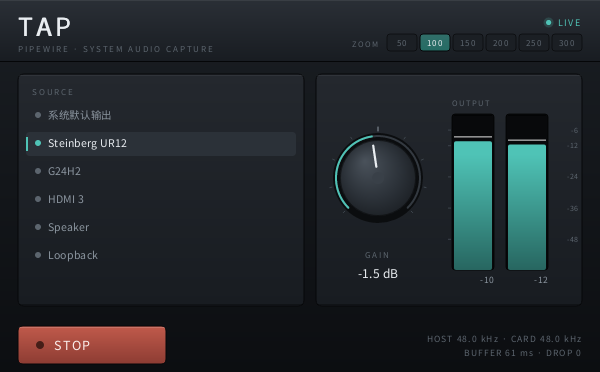 TAP
LIVE
PIPEWIRE · SYSTEM AUDIO CAPTURE
ZOOM 50 100 150 200 250 300
SOURCE
系统默认输出
Steinberg UR12
G24H2
HDMI 3
Speaker
Loopback
OUTPUT
-6
-12
-24
-36
-48
GAIN
-1.5 dB
-10 -12
STOP
HOST 48.0 kHz · CARD 48.0 kHz
BUFFER 61 ms · DROP 0